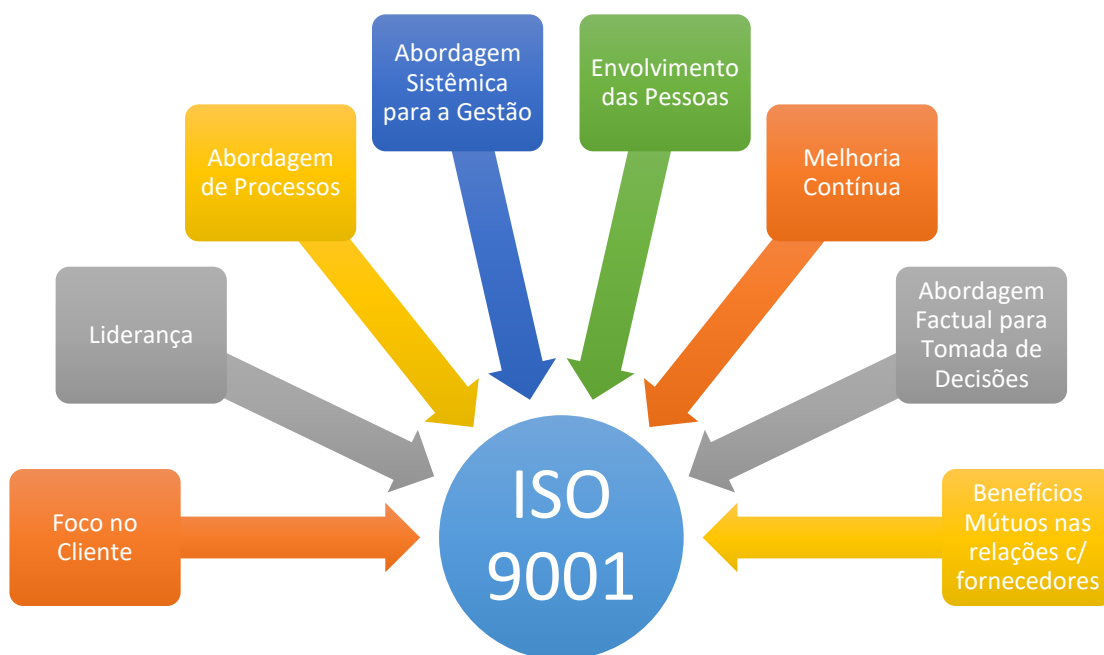 Abordagem
Sistêmica
para a Gestão
Envolvimento
das Pessoas
Abordagem
de Processos
Melhoria
Contínua
Liderança
Abordagem
Factual para
Tomada de
Decisões
Foco no
Cliente
ISO
9001
Benefícios
Mútuos nas
relações c/
fornecedores